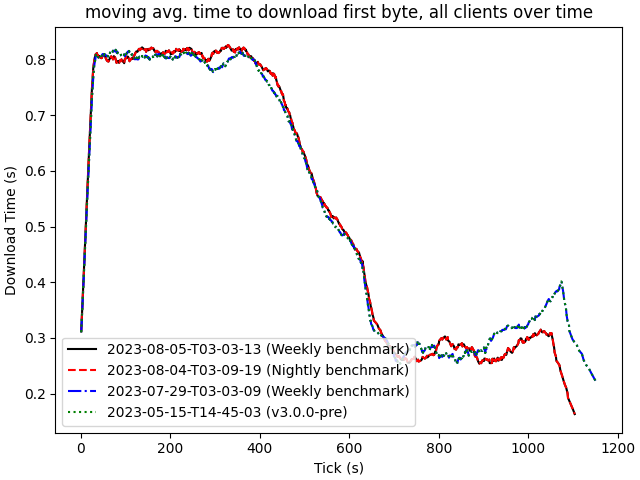 moving avg. time to download first byte, all clients over time
Download Time (s)
0.8
0.7
0.6
0.5
0.4
0.3
0.2
2023-08-05-T03-03-13 (Weekly benchmark)
2023-08-04-T03-09-19 (Nightly benchmark)
2023-07-29-T03-03-09 (Weekly benchmark)
2023-05-15-T14-45-03 (v3.0.0-pre)
0 200 400 600 800 1000 1200
Tick (s)